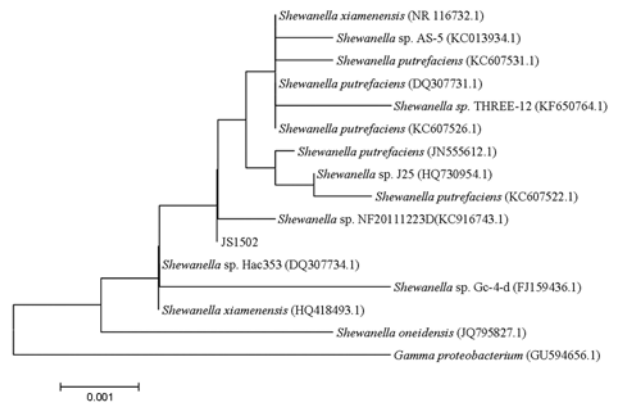 Shewanella xiamenensis (NR 116732.1)
Shewanella sp. AS-5 (KC013934.1)
Shewanella putrefaciens (KC607531.1)
Shewanella putrefaciens (DQ307731.1)
Shewanella sp. THREE-12 (KF650764.1)
Shewanella putrefaciens (KC607526.1)
Shewanella putrefaciens (JN555612.1)
Shewanella sp. J25 (HQ730954.1)
Shewanella putrefaciens (KC607522.1)
Shewanella sp. NF20111223D(KC916743.1)
JS1502
Shewanella sp. Hac353 (DQ307734.1)
Shewanella sp. Gc-4-d (FJ159436.1)
Shewanella xiamenensis (HQ418493.1)
Shewanella oneidensis (JQ795827.1)
Gamma proteobacterium (GU594656.1)
0.001